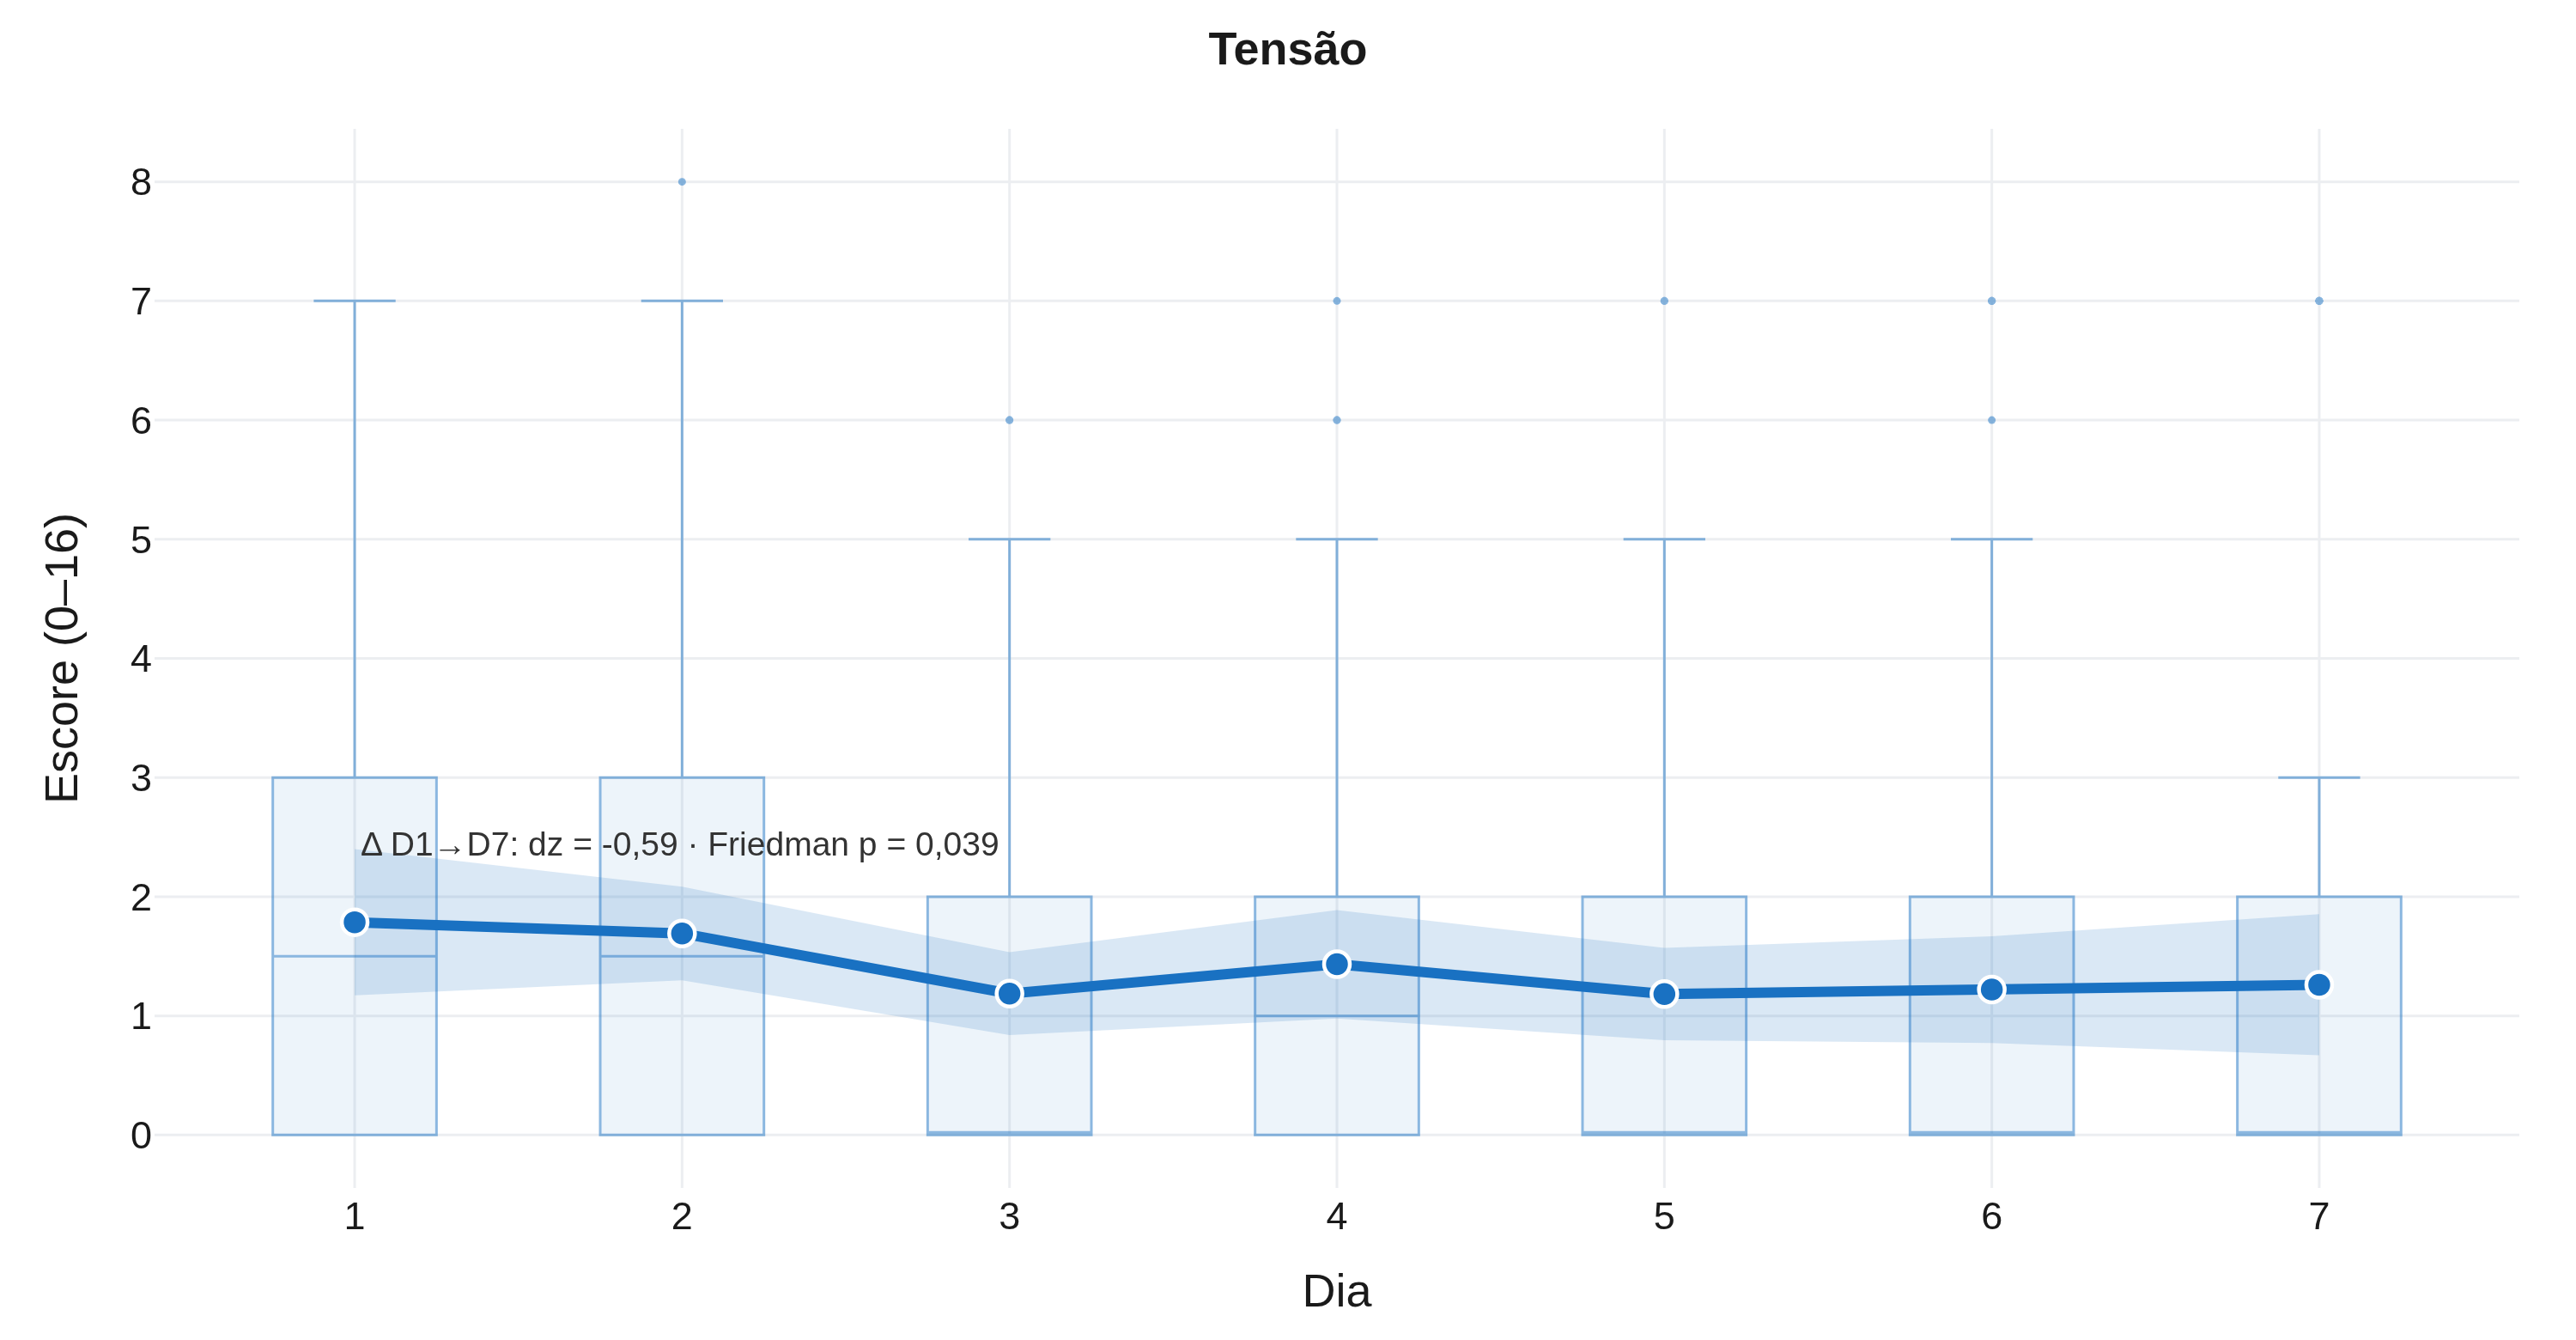 Tensão
Escore (0–16)
8
7
6
5
4
3
2
1
0
Δ D1→D7: dz = -0,59 · Friedman p = 0,039
1 2 3 4 5 6 7
Dia